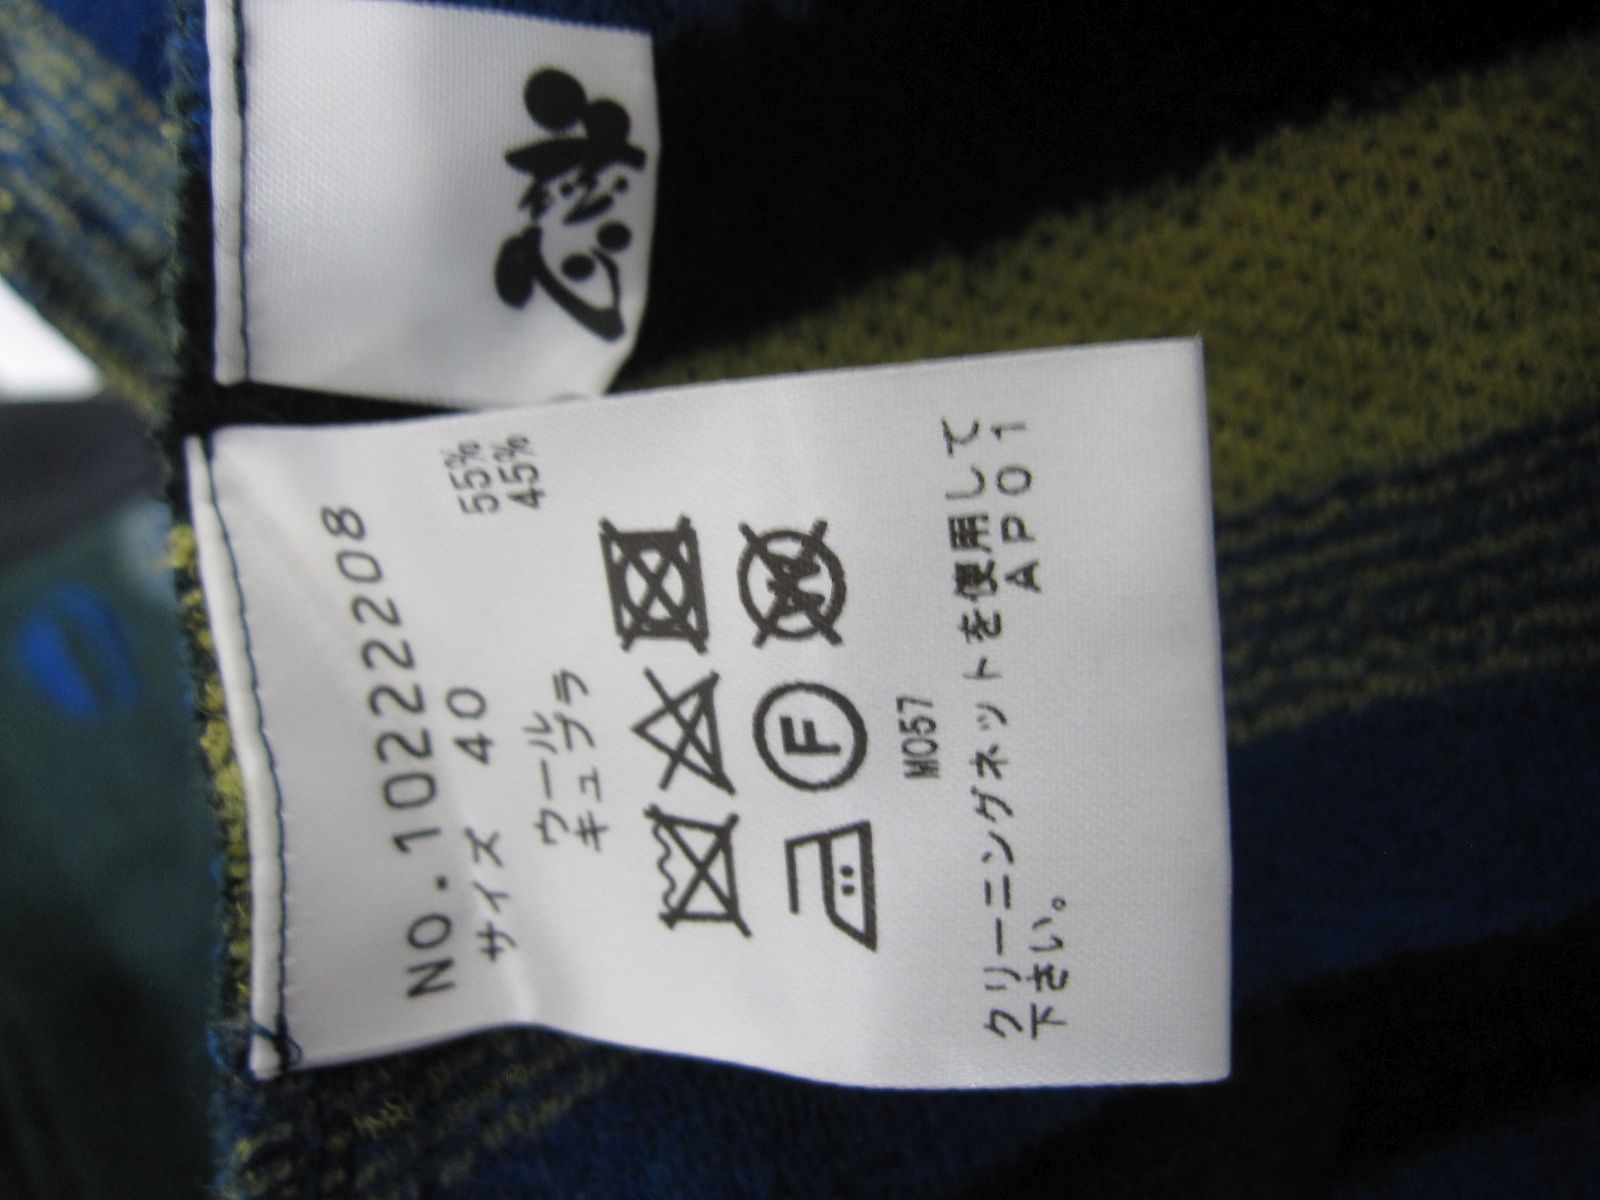 NO.10222208
サイズ 40
ウール 55%
キュプラ 45%
F W
M057
クリーニングネットを使用して
下さい。 AP01